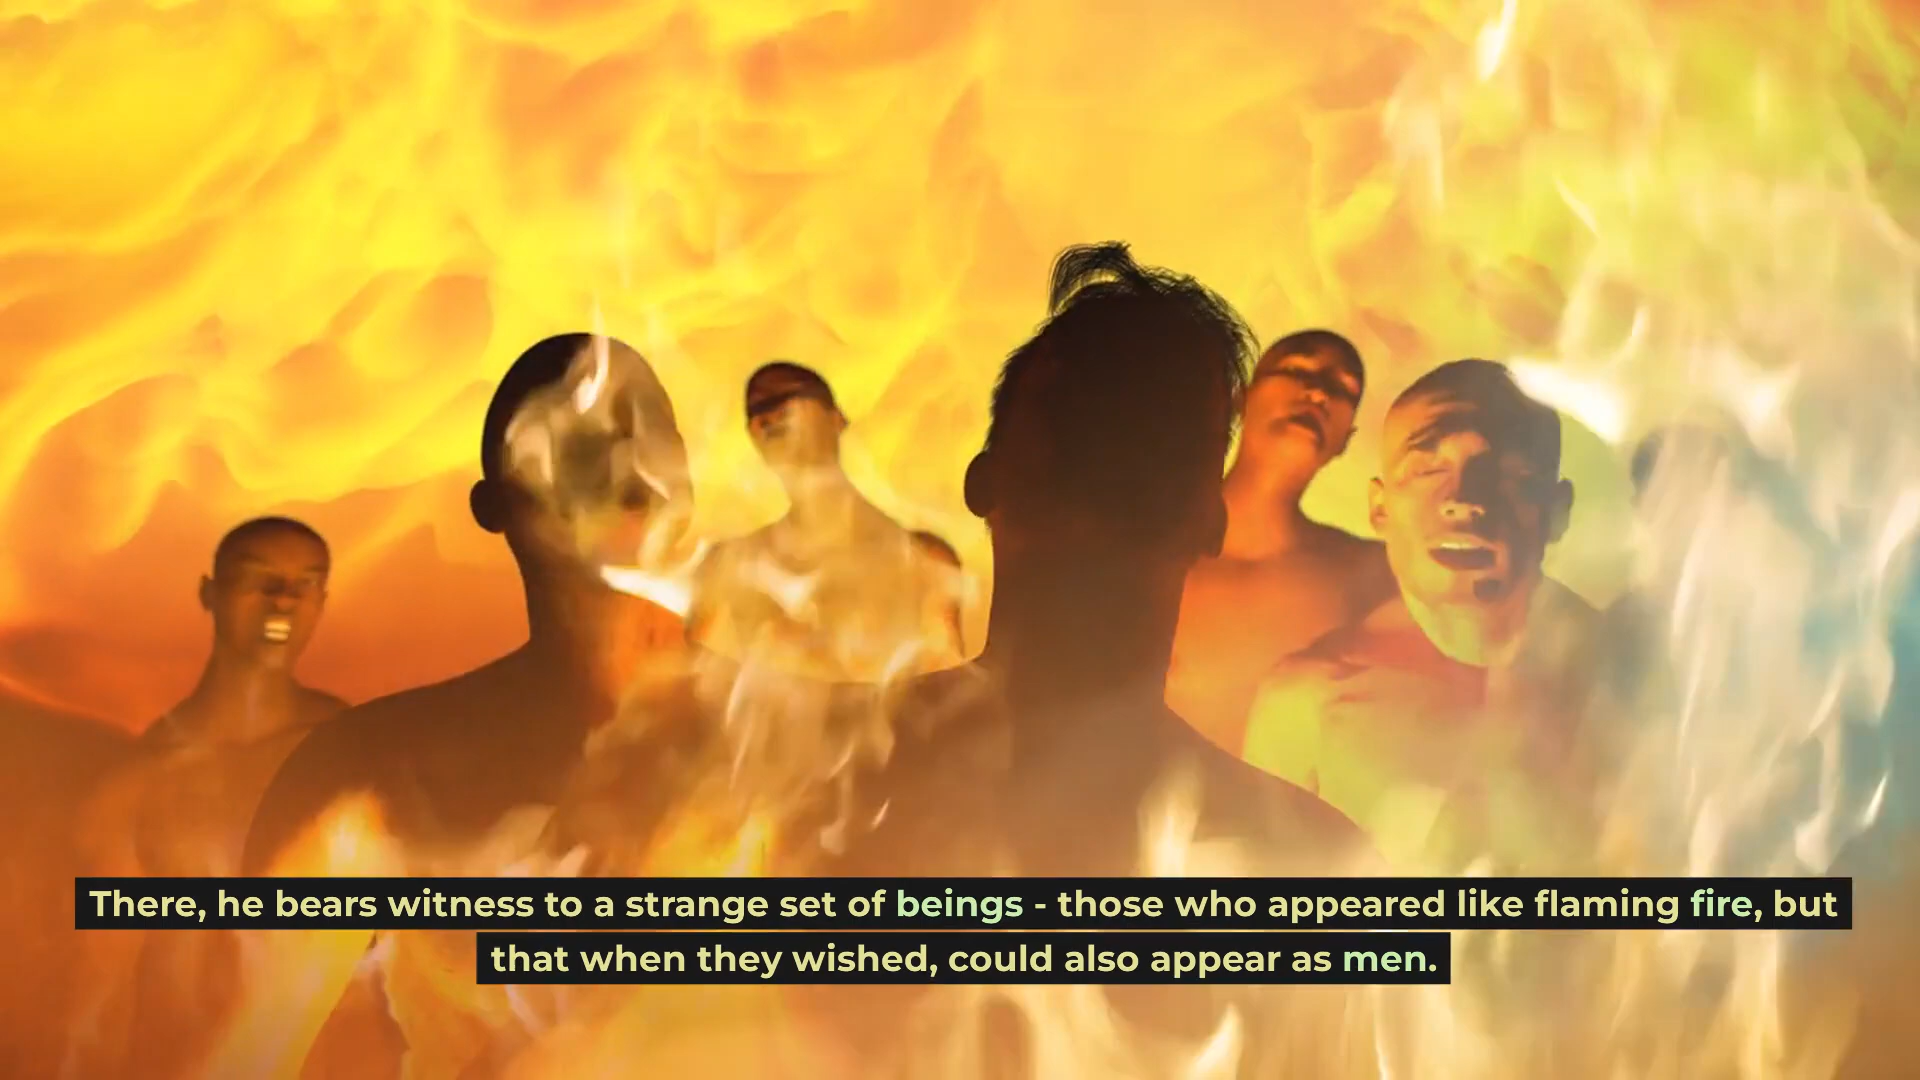 There, he bears witness to a strange set of beings - those who appeared like flaming fire, but
that when they wished, could also appear as men.